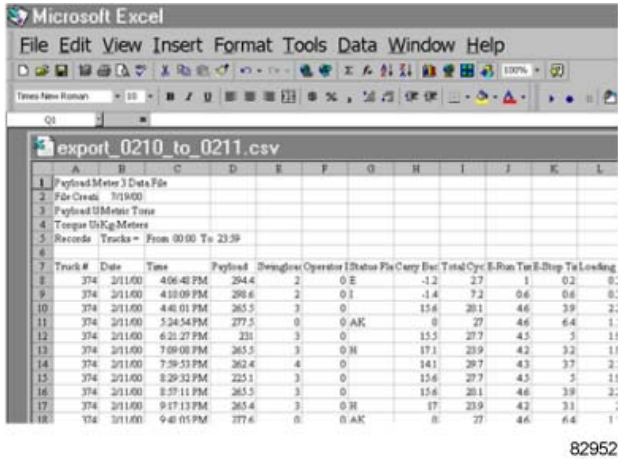 Microsoft Excel
File Edit View Insert Format Tools Data Window Help
100%
Times New Roman 10 B I U $ %
Q1 =
export_0210_to_0211.csv
A B C D E F G H I J K L
1 Payload Meter 3 Data File
2 File Creati 7/19/00
3 Payload U Metric Tons
4 Torque Us Kg-Meters
5 Records Trucks = From 00:00 To 23:59
6
7 Truck # Date Time Payload Swingload Operator I Status Fla Carry Bac Total Cyc E-Run Tim E-Stop Ti Loading
8 374 2/11/00 4:06:48 PM 294.4 2 0 E -1.2 2.7 1 0.2
9 374 2/11/00 4:10:09 PM 298.6 2 0 I -1.4 7.2 0.6 0.6
10 374 2/11/00 4:41:01 PM 265.5 3 0 15.6 20.1 4.6 3.9
11 374 2/11/00 5:24:54 PM 277.5 0 0 AK 0 27 4.6 6.4
12 374 2/11/00 6:21:27 PM 231 3 0 15.5 27.7 4.5 5
13 374 2/11/00 7:09:08 PM 265.5 3 0 H 17.1 23.9 4.2 3.2
14 374 2/11/00 7:59:53 PM 262.4 4 0 14.1 29.7 4.3 3.7
15 374 2/11/00 8:29:32 PM 225.1 3 0 15.6 27.7 4.5 5
16 374 2/11/00 8:57:11 PM 265.5 3 0 15.6 20.1 4.6 3.9
17 374 2/11/00 9:17:13 PM 265.4 3 0 H 17 23.9 4.2 3.1
18 374 2/11/00 9:41:05 PM 277.6 0 0 AK 0 27 4.6 6.4
82952